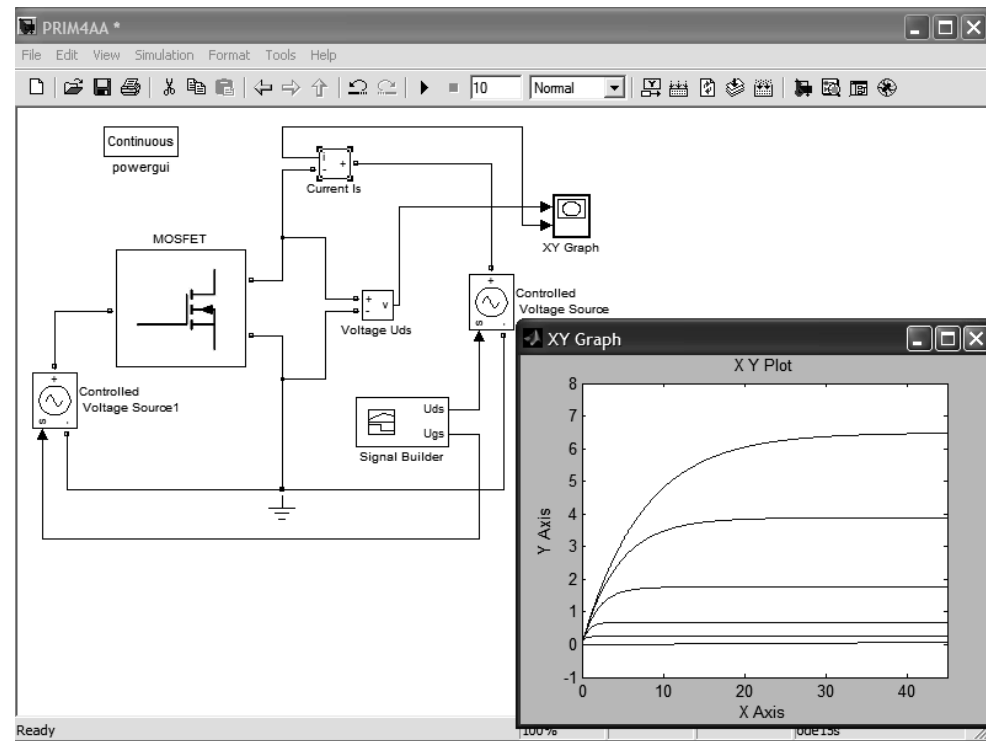 PRIM4AA *
File Edit View Simulation Format Tools Help
10 Normal
Continuous
powergui
i
+
-
Current Is
MOSFET
XY Graph
+
-
v
Voltage Uds
+
s
-
Controlled
Voltage Source
+
s
-
Controlled
Voltage Source1
Uds
Ugs
Signal Builder
XY Graph
X Y Plot
8
7
6
5
4
3
2
1
0
-1
Y Axis
0 10 20 30 40
X Axis
Ready 100% ode15s